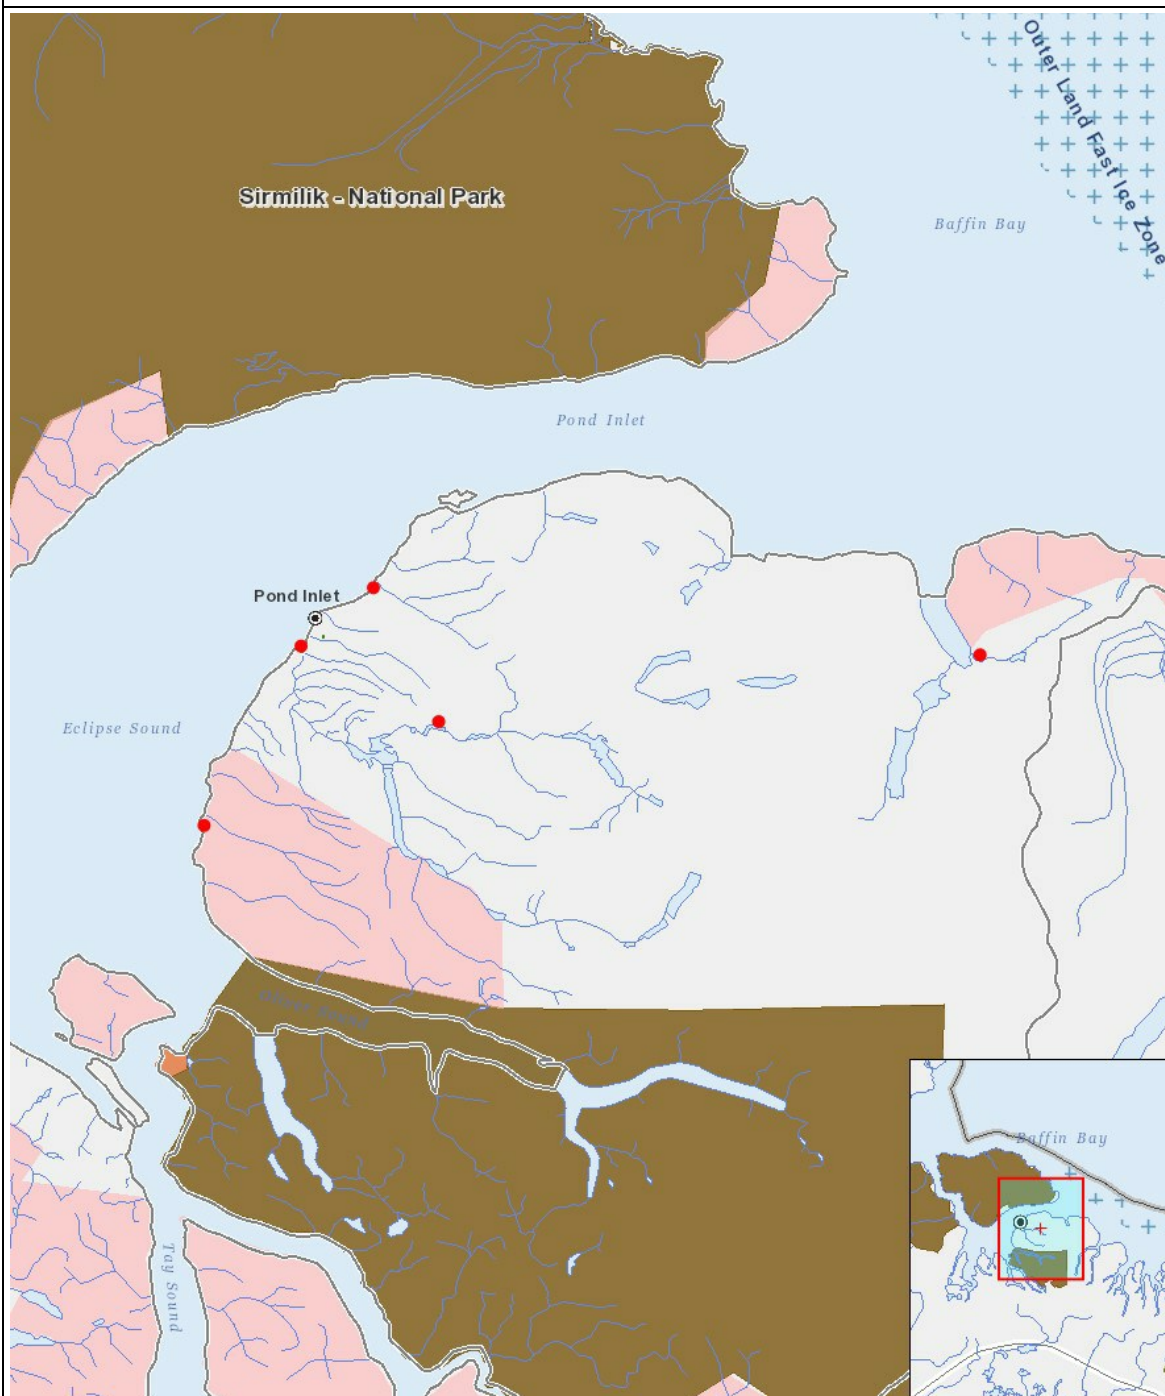 Outer Land Fast Ice Zone
Sirmilik - National Park
Baffin Bay
Pond Inlet
Pond Inlet
Eclipse Sound
Tay Sound
Baffin Bay